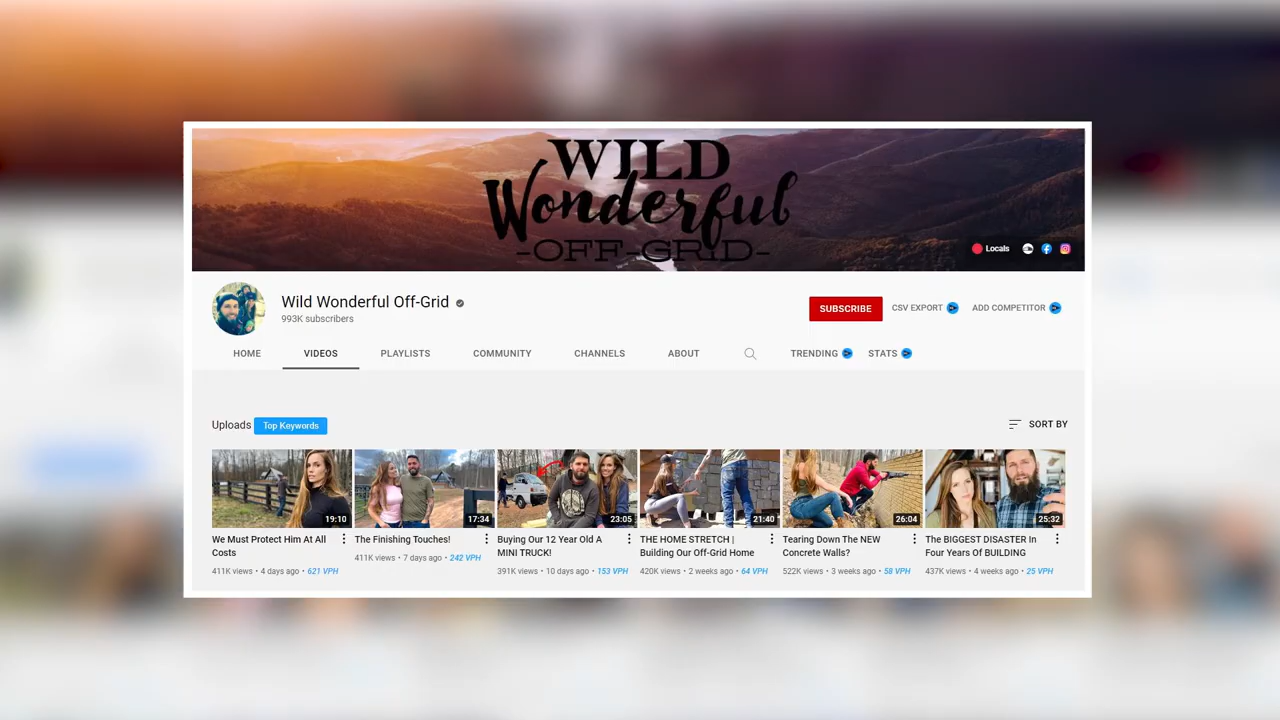 WILD
Wonderful
-OFF-GRID-
Locals
Wild Wonderful Off-Grid
993K subscribers
SUBSCRIBE
CSV EXPORT
ADD COMPETITOR
HOME
VIDEOS
PLAYLISTS
COMMUNITY
CHANNELS
ABOUT
TRENDING
STATS
Uploads
Top Keywords
SORT BY
19:10
We Must Protect Him At All
Costs
411K views • 4 days ago • 621 VPH
17:34
The Finishing Touches!
411K views • 7 days ago • 242 VPH
23:05
Buying Our 12 Year Old A
MINI TRUCK!
391K views • 10 days ago • 153 VPH
21:40
THE HOME STRETCH |
Building Our Off-Grid Home
420K views • 2 weeks ago • 64 VPH
26:04
Tearing Down The NEW
Concrete Walls?
522K views • 3 weeks ago • 58 VPH
25:32
The BIGGEST DISASTER In
Four Years Of BUILDING
437K views • 4 weeks ago • 25 VPH